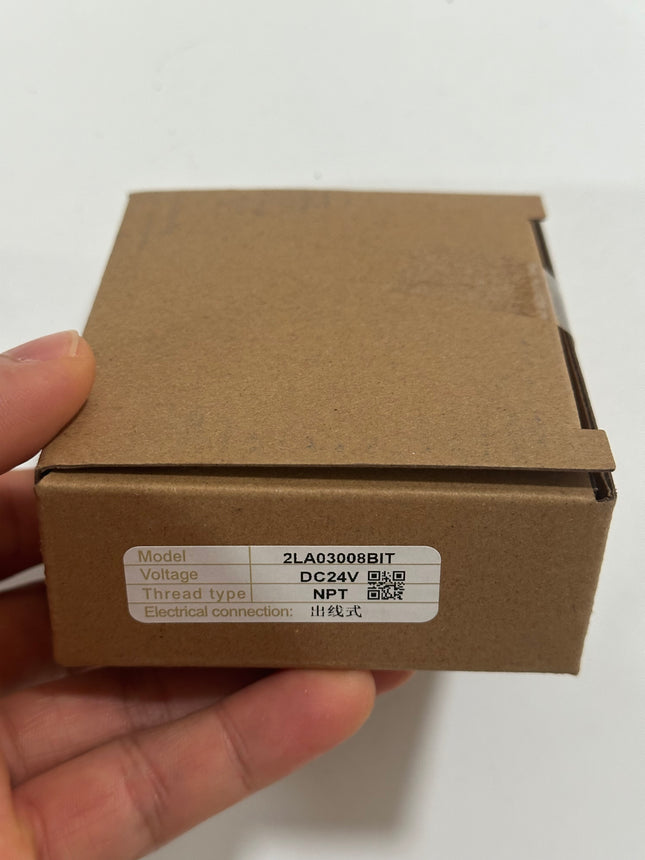 Model 2LA03008BIT
Voltage DC24V
Thread type NPT
Electrical connection: 出线式